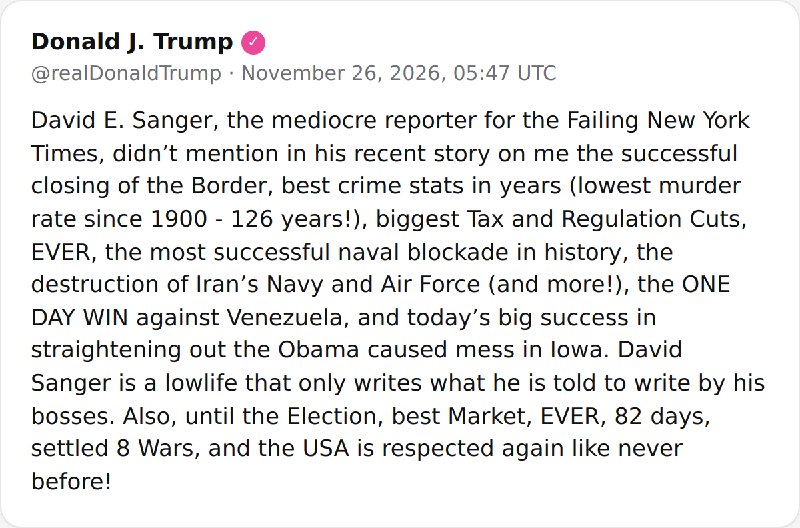 Donald J. Trump ✓
@realDonaldTrump · November 26, 2026, 05:47 UTC
David E. Sanger, the mediocre reporter for the Failing New York
Times, didn’t mention in his recent story on me the successful
closing of the Border, best crime stats in years (lowest murder
rate since 1900 - 126 years!), biggest Tax and Regulation Cuts,
EVER, the most successful naval blockade in history, the
destruction of Iran’s Navy and Air Force (and more!), the ONE
DAY WIN against Venezuela, and today’s big success in
straightening out the Obama caused mess in Iowa. David
Sanger is a lowlife that only writes what he is told to write by his
bosses. Also, until the Election, best Market, EVER, 82 days,
settled 8 Wars, and the USA is respected again like never
before!